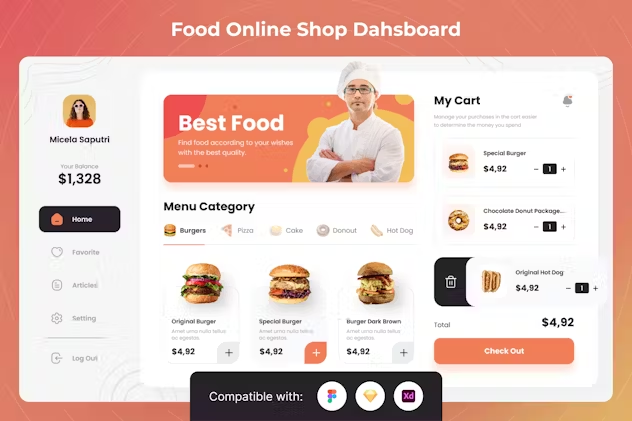 Food Online Shop Dahsboard
Micela Saputri
Your Balance
$1,328
Home
Favorite
Articles
Setting
Log Out
Best Food
Find food according to your wishes
with the best quality.
Menu Category
Burgers
Pizza
Cake
Donout
Hot Dog
Original Burger
Amet urna nulla tellus
ac egestas.
$4,92
+
Special Burger
Amet urna nulla tellus
ac egestas.
$4,92
+
Burger Dark Brown
Amet urna nulla tellus
ac egestas.
$4,92
+
My Cart
Manage your purchases in the cart easier
to determine the money you spend
Special Burger
$4,92
− 1 +
Chocolate Donut Package...
$4,92
− 1 +
Original Hot Dog
$4,92
− 1 +
Total
$4,92
Check Out
Compatible with:
Xd